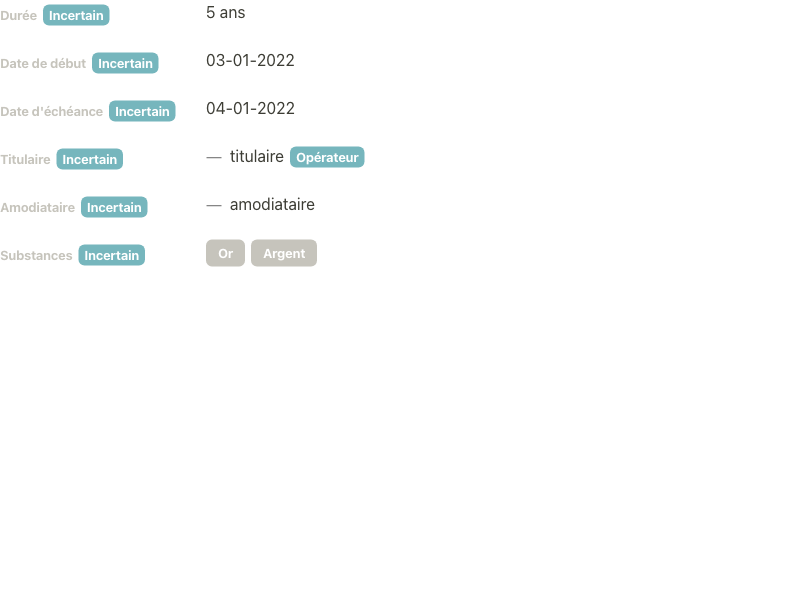 Durée Incertain 5 ans
Date de début Incertain 03-01-2022
Date d'échéance Incertain 04-01-2022
Titulaire Incertain — titulaire Opérateur
Amodiataire Incertain — amodiataire
Substances Incertain Or Argent